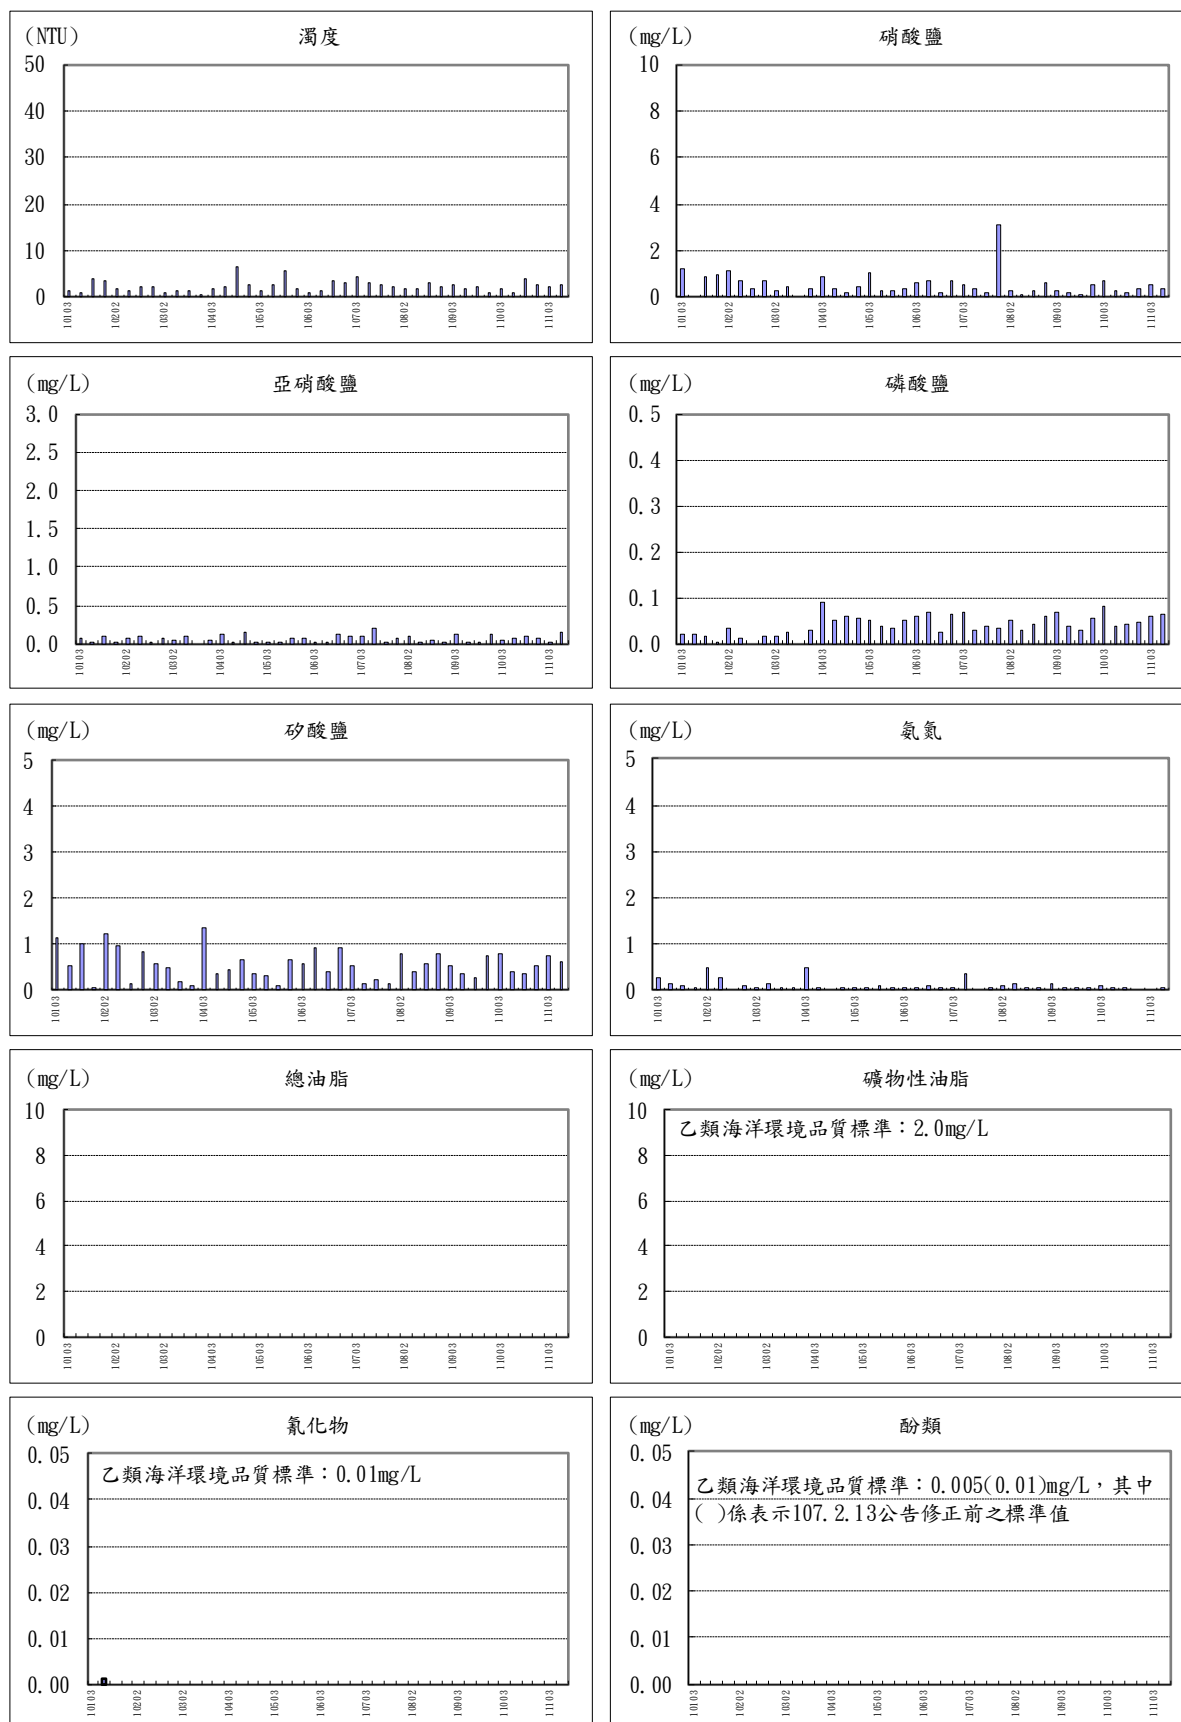 (NTU) 濁度
50
40
30
20
10
0
10103 10202 10302 10403 10503 10603 10703 10802 10903 11003 11103
(mg/L) 硝酸鹽
10
8
6
4
2
0
10103 10202 10302 10403 10503 10603 10703 10802 10903 11003 11103
(mg/L) 亞硝酸鹽
3.0
2.5
2.0
1.5
1.0
0.5
0.0
10103 10202 10302 10403 10503 10603 10703 10802 10903 11003 11103
(mg/L) 磷酸鹽
0.5
0.4
0.3
0.2
0.1
0.0
10103 10202 10302 10403 10503 10603 10703 10802 10903 11003 11103
(mg/L) 矽酸鹽
5
4
3
2
1
0
10103 10202 10302 10403 10503 10603 10703 10802 10903 11003 11103
(mg/L) 氨氮
5
4
3
2
1
0
10103 10202 10302 10403 10503 10603 10703 10802 10903 11003 11103
(mg/L) 總油脂
10
8
6
4
2
0
10103 10202 10302 10403 10503 10603 10703 10802 10903 11003 11103
(mg/L) 礦物性油脂
乙類海洋環境品質標準：2.0mg/L
10
8
6
4
2
0
10103 10202 10302 10403 10503 10603 10703 10802 10903 11003 11103
(mg/L) 氰化物
乙類海洋環境品質標準：0.01mg/L
0.05
0.04
0.03
0.02
0.01
0.00
10103 10202 10302 10403 10503 10603 10703 10802 10903 11003 11103
(mg/L) 酚類
乙類海洋環境品質標準：0.005(0.01)mg/L，其中
( )係表示107.2.13公告修正前之標準值
0.05
0.04
0.03
0.02
0.01
0.00
10103 10202 10302 10403 10503 10603 10703 10802 10903 11003 11103